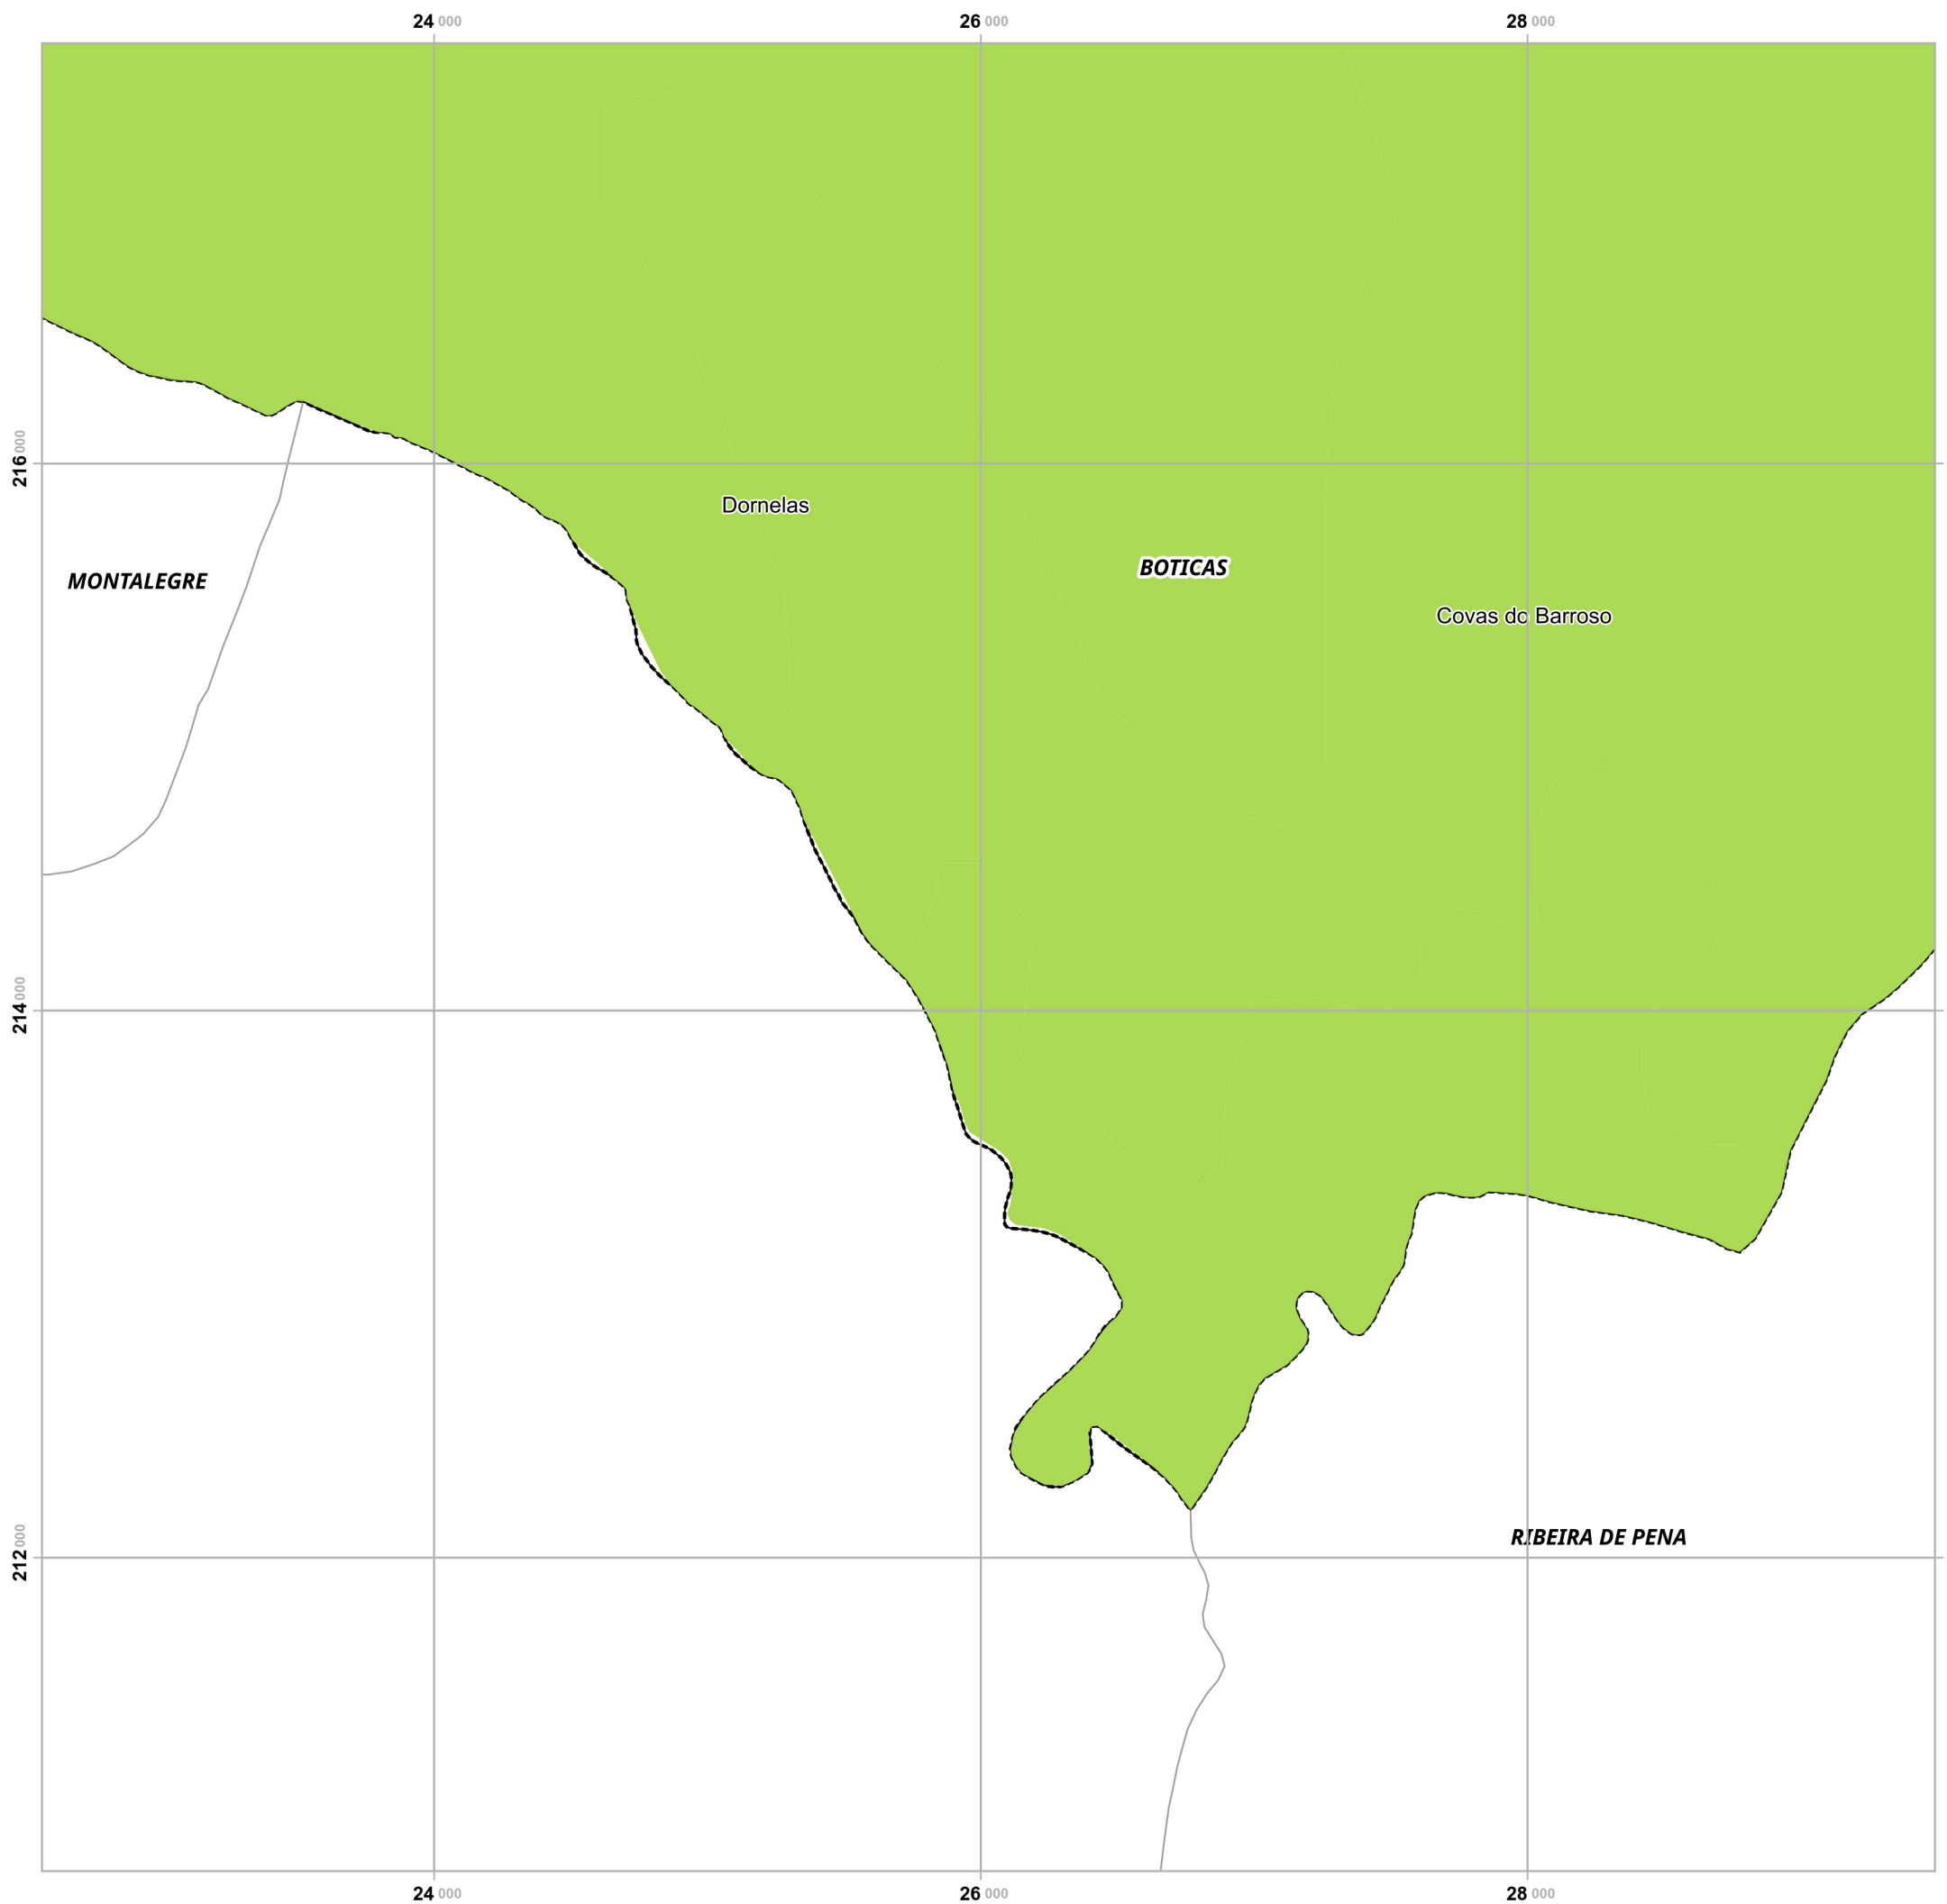 24 000
26 000
28 000
216 000
Dornelas
BOTICAS
MONTALEGRE
Covas do Barroso
214 000
RIBEIRA DE PENA
212 000
24 000
26 000
28 000